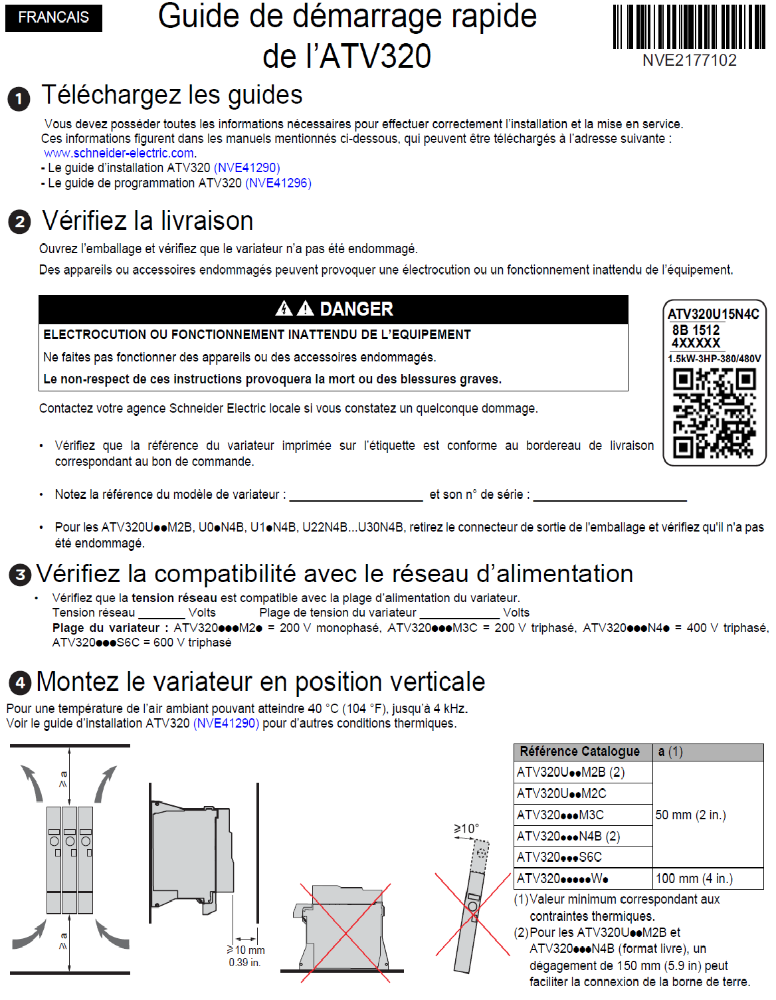 FRANCAIS
Guide de démarrage rapide
de l’ATV320
NVE2177102
1 Téléchargez les guides
Vous devez posséder toutes les informations nécessaires pour effectuer correctement l’installation et la mise en service.
Ces informations figurent dans les manuels mentionnés ci-dessous, qui peuvent être téléchargés à l’adresse suivante :
www.schneider-electric.com.
- Le guide d’installation ATV320 (NVE41290)
- Le guide de programmation ATV320 (NVE41296)
2 Vérifiez la livraison
Ouvrez l’emballage et vérifiez que le variateur n'a pas été endommagé.
Des appareils ou accessoires endommagés peuvent provoquer une électrocution ou un fonctionnement inattendu de l’équipement.
DANGER
ELECTROCUTION OU FONCTIONNEMENT INATTENDU DE L’EQUIPEMENT
Ne faites pas fonctionner des appareils ou des accessoires endommagés.
Le non-respect de ces instructions provoquera la mort ou des blessures graves.
ATV320U15N4C
8B 1512
4XXXXX
1.5kW-3HP-380/480V
Contactez votre agence Schneider Electric locale si vous constatez un quelconque dommage.
• Vérifiez que la référence du variateur imprimée sur l’étiquette est conforme au bordereau de livraison
correspondant au bon de commande.
• Notez la référence du modèle de variateur : ____________________ et son n° de série : _______________________
• Pour les ATV320U●●M2B, U0●N4B, U1●N4B, U22N4B...U30N4B, retirez le connecteur de sortie de l'emballage et vérifiez qu'il n'a pas
été endommagé.
3 Vérifiez la compatibilité avec le réseau d’alimentation
• Vérifiez que la tension réseau est compatible avec la plage d’alimentation du variateur.
Tension réseau _______ Volts Plage de tension du variateur ____________ Volts
Plage du variateur : ATV320●●●M2● = 200 V monophasé, ATV320●●●M3C = 200 V triphasé, ATV320●●●N4● = 400 V triphasé,
ATV320●●●S6C = 600 V triphasé
4 Montez le variateur en position verticale
Pour une température de l’air ambiant pouvant atteindre 40 °C (104 °F), jusqu’à 4 kHz.
Voir le guide d’installation ATV320 (NVE41290) pour d’autres conditions thermiques.
≥ a
≥ a
≥10 mm
0.39 in.
≥10°
Référence Catalogue a (1)
ATV320U●●M2B (2)
ATV320U●●M2C
ATV320●●●M3C 50 mm (2 in.)
ATV320●●●N4B (2)
ATV320●●●S6C
ATV320●●●●●W● 100 mm (4 in.)
(1) Valeur minimum correspondant aux
contraintes thermiques.
(2) Pour les ATV320U●●M2B et
ATV320●●●N4B (format livre), un
dégagement de 150 mm (5.9 in) peut
faciliter la connexion de la borne de terre.